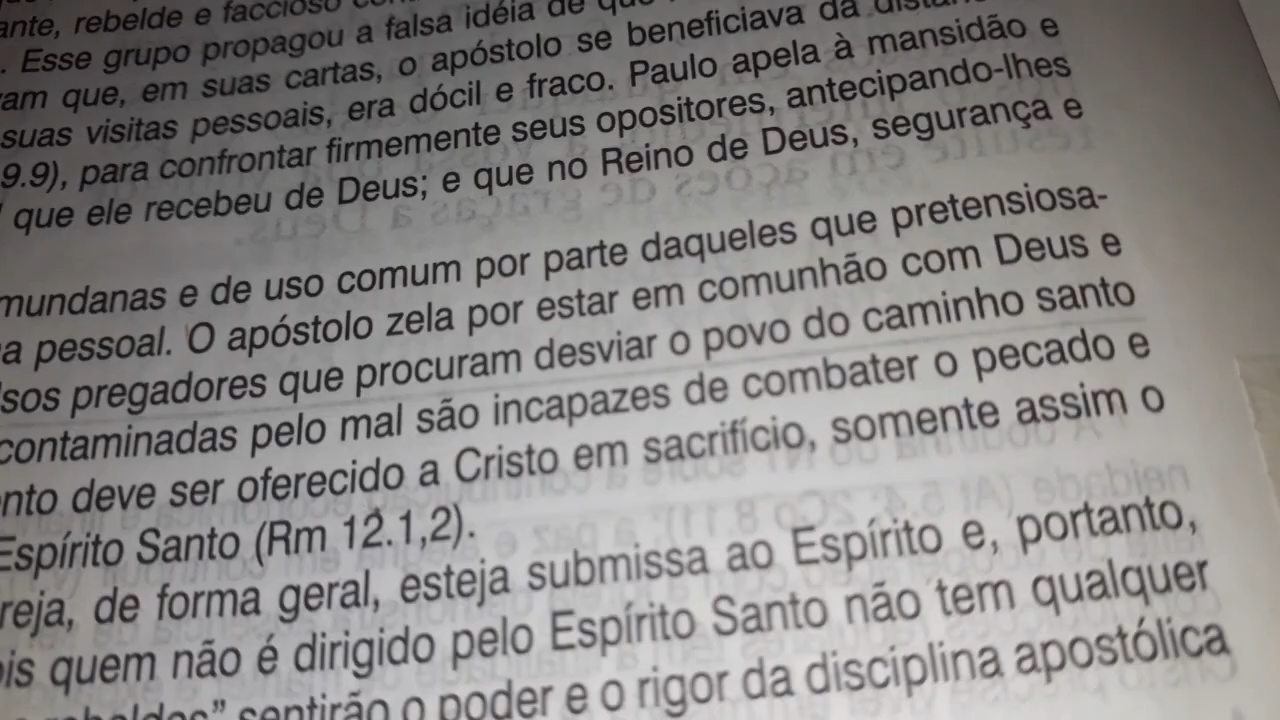 ante, rebelde e faccioso
. Esse grupo propagou a falsa idéia de
am que, em suas cartas, o apóstolo se beneficiava da
suas visitas pessoais, era dócil e fraco. Paulo apela à mansidão e
9.9), para confrontar firmemente seus opositores, antecipando-lhes
que ele recebeu de Deus; e que no Reino de Deus, segurança e
mundanas e de uso comum por parte daqueles que pretensiosa-
a pessoal. O apóstolo zela por estar em comunhão com Deus e
sos pregadores que procuram desviar o povo do caminho santo
contaminadas pelo mal são incapazes de combater o pecado e
nto deve ser oferecido a Cristo em sacrifício, somente assim o
Espírito Santo (Rm 12.1,2).
reja, de forma geral, esteja submissa ao Espírito e, portanto,
is quem não é dirigido pelo Espírito Santo não tem qualquer
" sentirão o poder e o rigor da disciplina apostólica